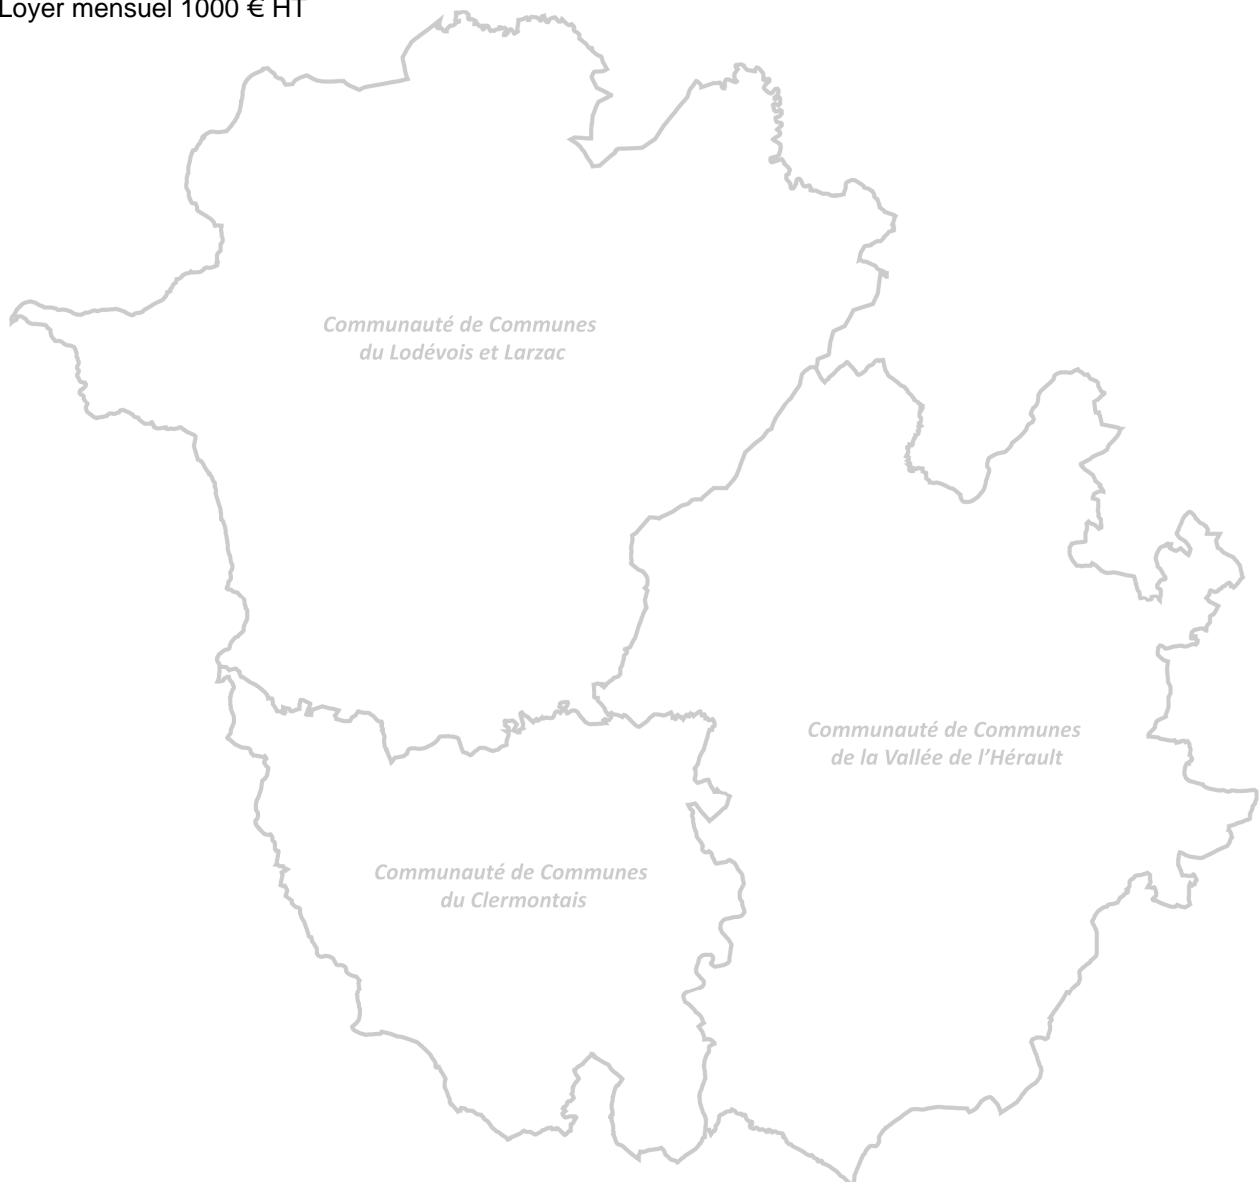 Loyer mensuel 1000 € HT
Communauté de Communes
du Lodévois et Larzac
Communauté de Communes
de la Vallée de l'Hérault
Communauté de Communes
du Clermontais